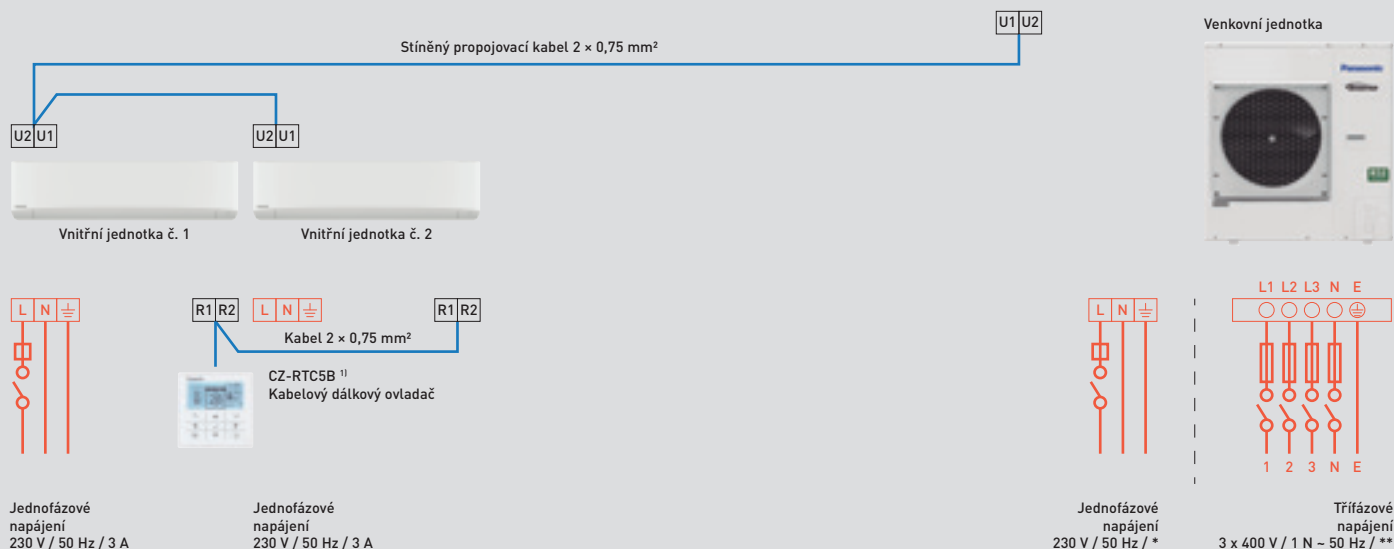 U1 U2
Venkovní jednotka
Stíněný propojovací kabel 2 × 0,75 mm²
Panasonic
U2 U1
U2 U1
Vnitřní jednotka č. 1
Vnitřní jednotka č. 2
L N
R1 R2
L N
R1 R2
L N
L1 L2 L3 N E
Kabel 2 × 0,75 mm²
CZ-RTC5B 1)
Kabelový dálkový ovladač
1 2 3 N E
Jednofázové
napájení
230 V / 50 Hz / 3 A
Jednofázové
napájení
230 V / 50 Hz / 3 A
Jednofázové
napájení
230 V / 50 Hz / *
Třífázové
napájení
3 x 400 V / 1 N ~ 50 Hz / **